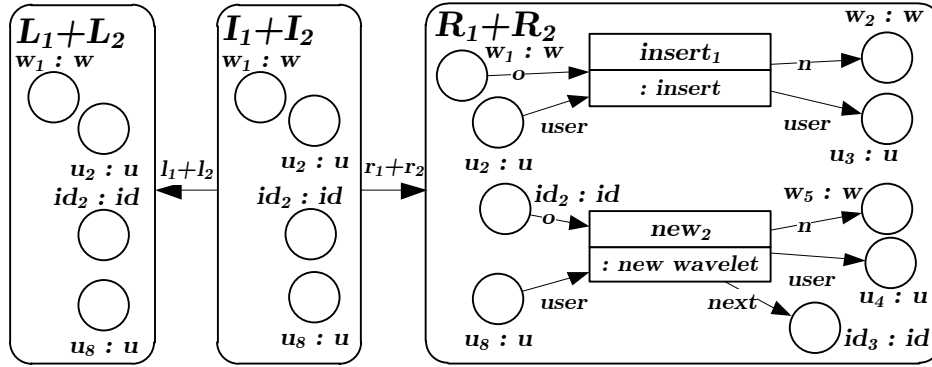 L₁+L₂
w₁ : w
u₂ : u
id₂ : id
u₈ : u
l₁+l₂
I₁+I₂
w₁ : w
u₂ : u
id₂ : id
u₈ : u
r₁+r₂
R₁+R₂
w₁ : w
o
insert₁
: insert
n
w₂ : w
user
user
u₂ : u
u₃ : u
id₂ : id
o
new₂
: new wavelet
n
w₅ : w
user
user
next
u₈ : u
u₄ : u
id₃ : id